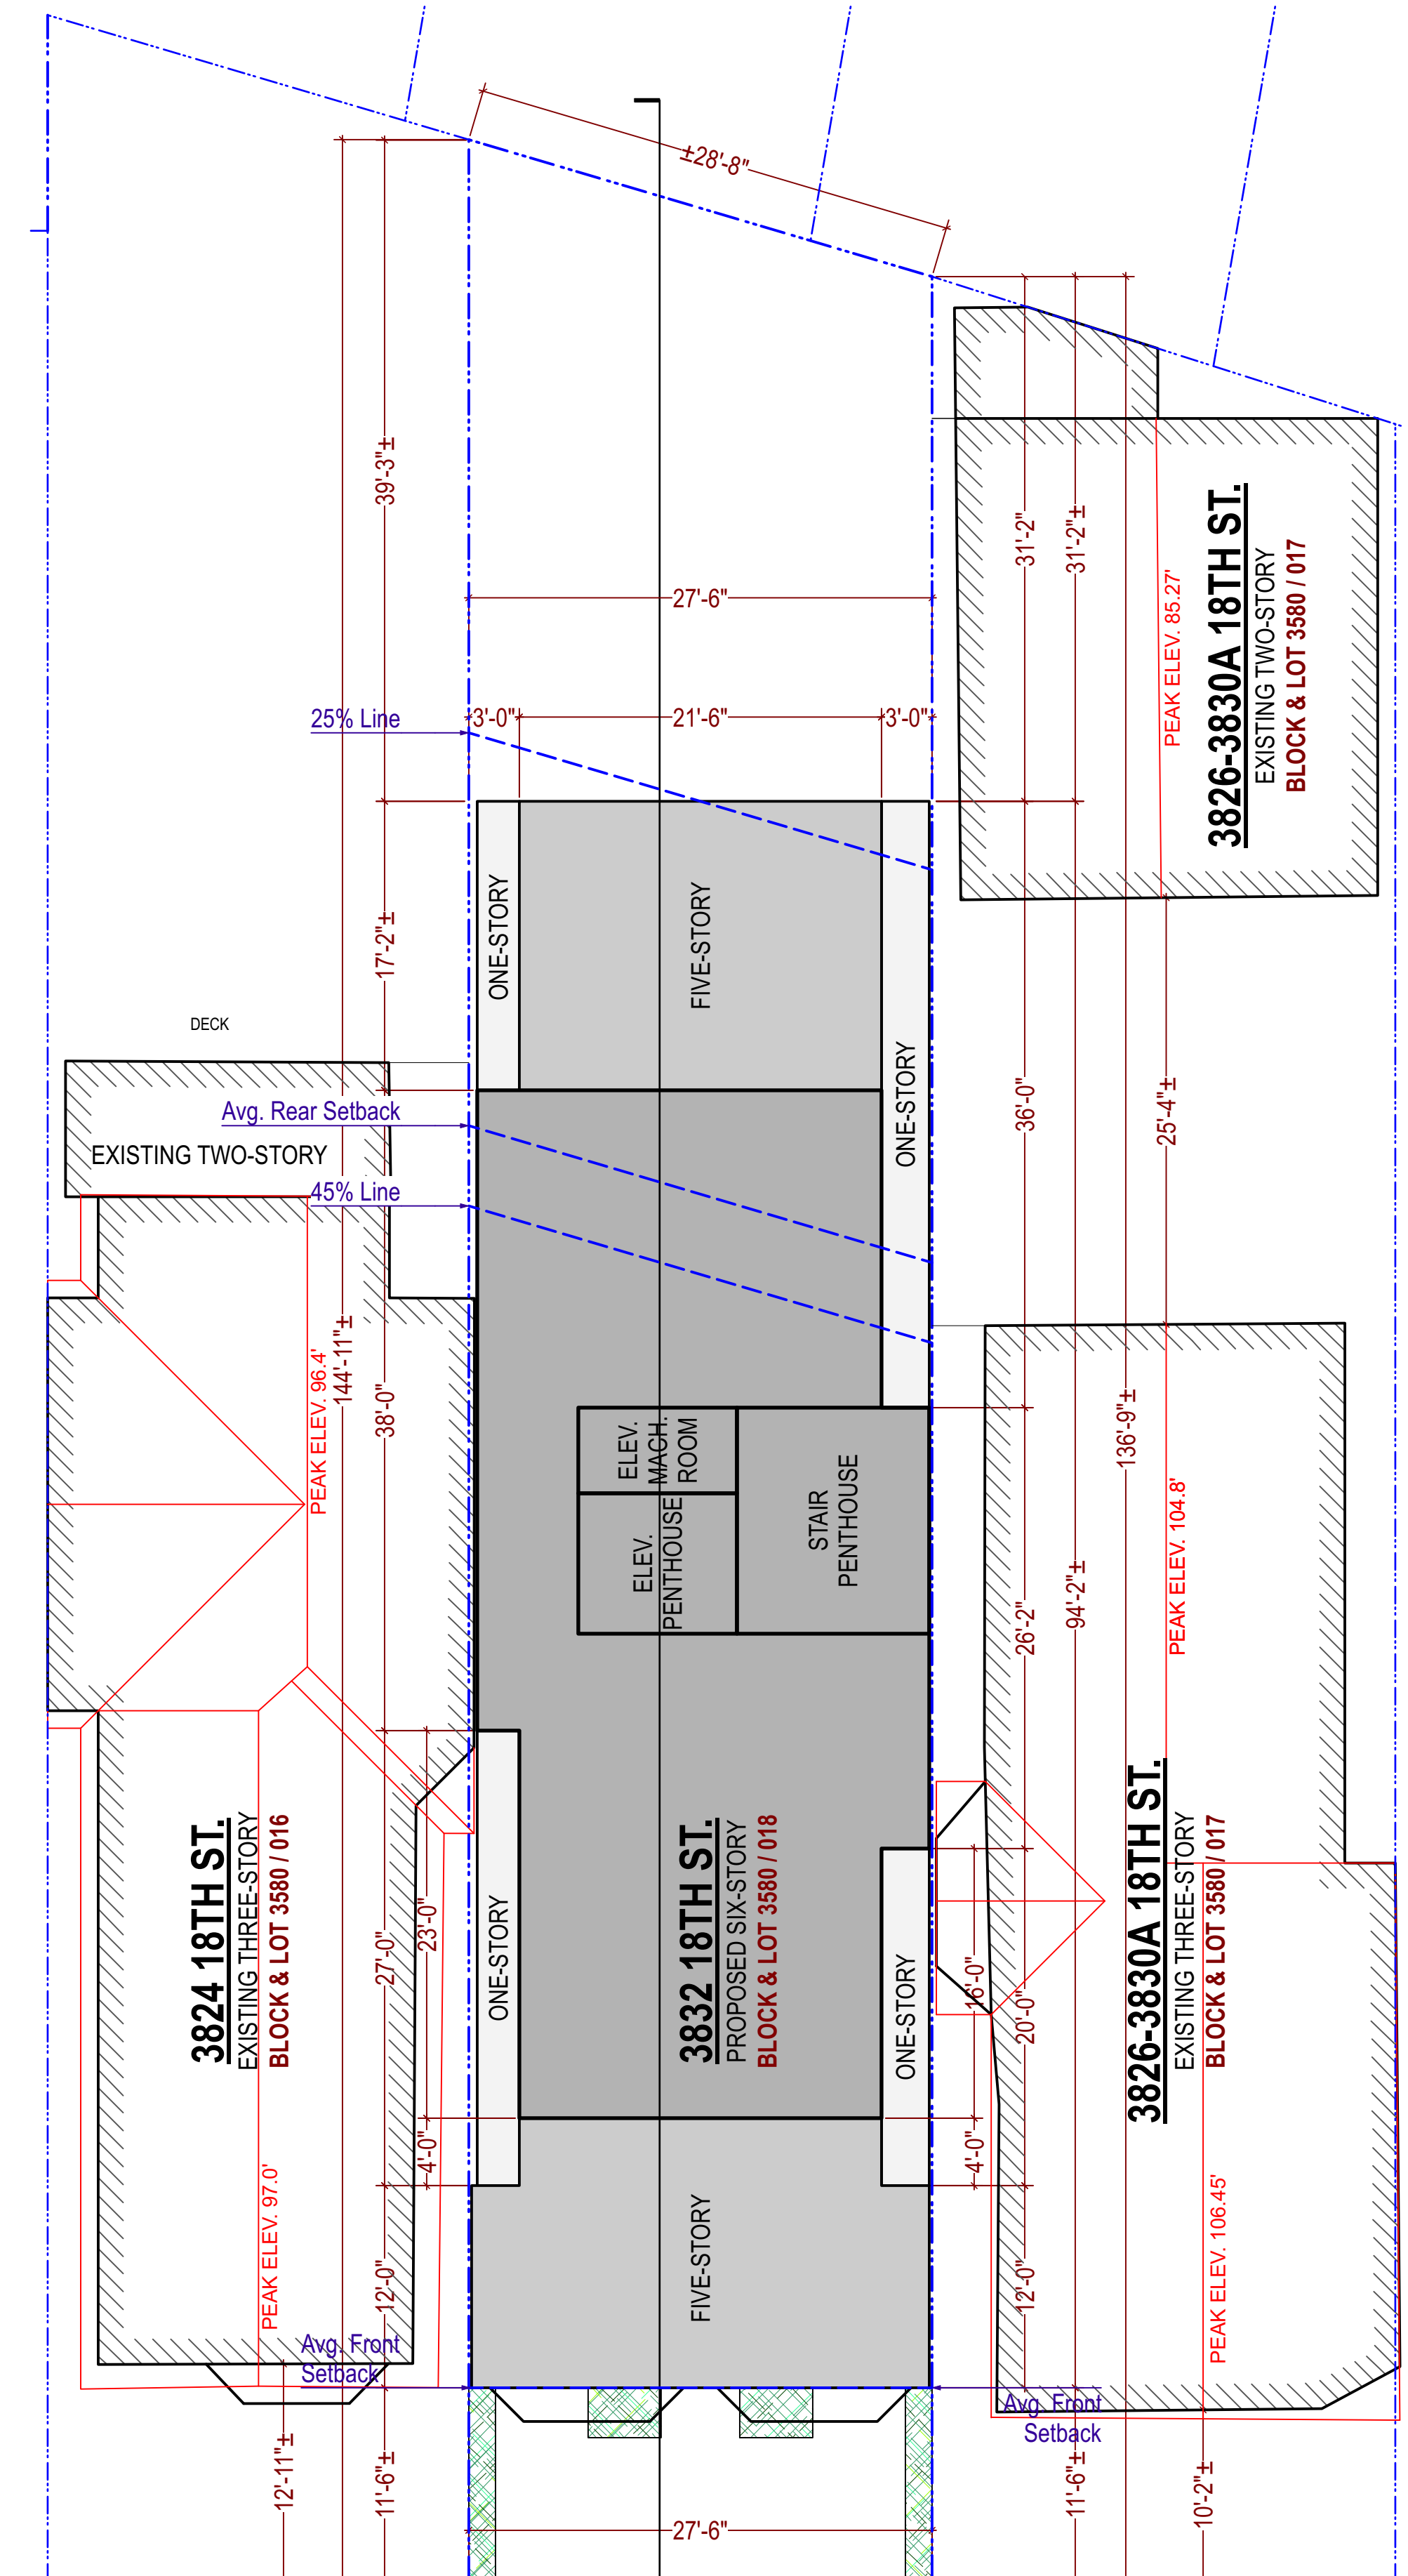 ±28'-8"
39'-3"±
31'-2"
31'-2"±
3826-3830A 18TH ST.
EXISTING TWO-STORY
BLOCK & LOT 3580 / 017
PEAK ELEV. 85.27'
27'-6"
25% Line
3'-0"
21'-6"
3'-0"
17'-2"±
ONE-STORY
FIVE-STORY
DECK
ONE-STORY
36'-0"
25'-4"±
Avg. Rear Setback
EXISTING TWO-STORY
45% Line
PEAK ELEV. 96.4'
144'-11"±
38'-0"
ELEV.
MACH.
ROOM
ELEV.
PENTHOUSE
STAIR
PENTHOUSE
136'-9"±
94'-2"±
26'-2"
PEAK ELEV. 104.8'
3824 18TH ST.
EXISTING THREE-STORY
BLOCK & LOT 3580 / 016
23'-0"
27'-0"
ONE-STORY
3832 18TH ST.
PROPOSED SIX-STORY
BLOCK & LOT 3580 / 018
ONE-STORY
16'-0"
20'-0"
3826-3830A 18TH ST.
EXISTING THREE-STORY
BLOCK & LOT 3580 / 017
4'-0"
4'-0"
PEAK ELEV. 97.0'
12'-0"
FIVE-STORY
12'-0"
PEAK ELEV. 106.45'
Avg. Front
Setback
Avg. Front
Setback
12'-11"±
11'-6"±
27'-6"
11'-6"±
10'-2"±